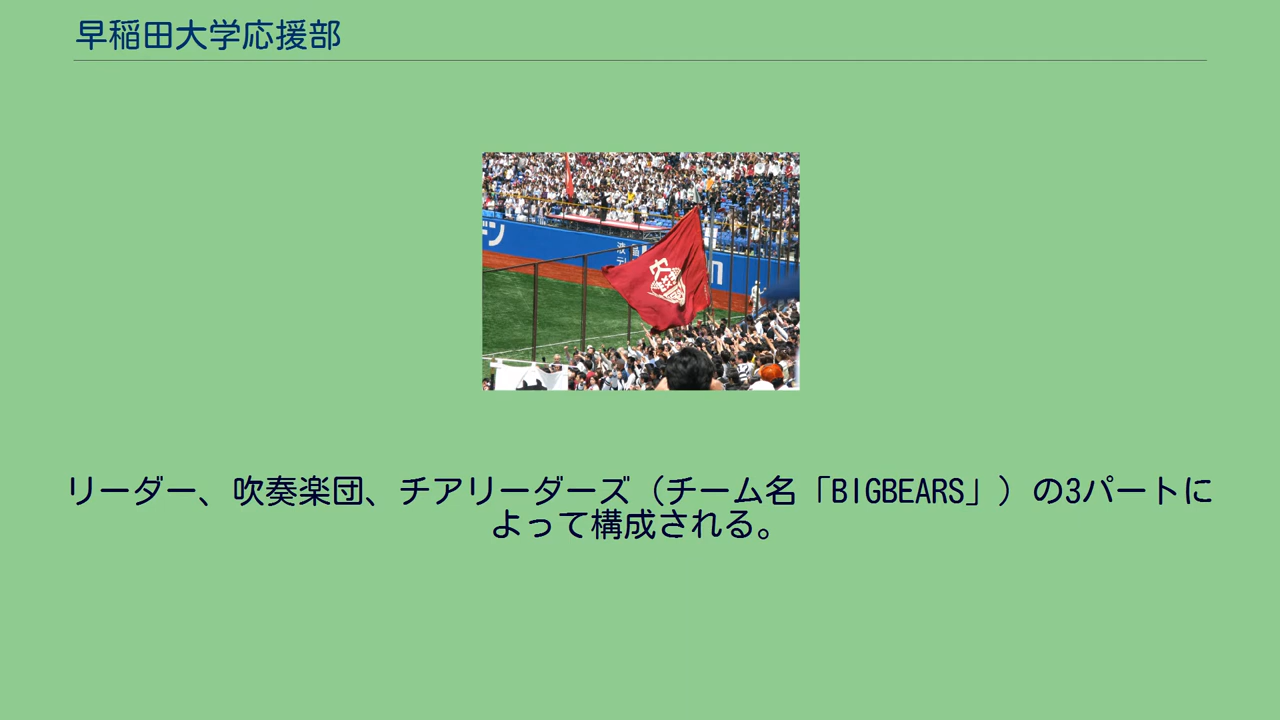 早稲田大学応援部
リーダー、吹奏楽団、チアリーダーズ（チーム名「BIGBEARS」）の3パートに
よって構成される。